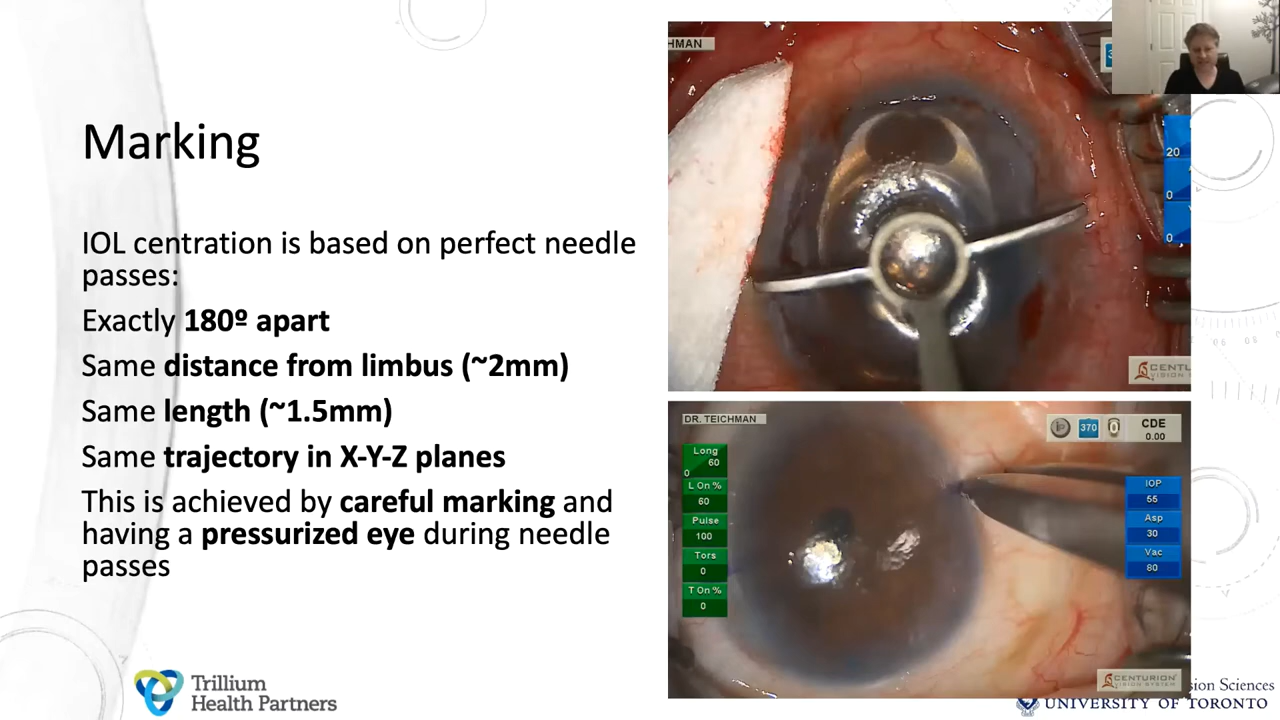 Marking
IOL centration is based on perfect needle
passes:
Exactly 180º apart
Same distance from limbus (~2mm)
Same length (~1.5mm)
Same trajectory in X-Y-Z planes
This is achieved by careful marking and
having a pressurized eye during needle
passes
Trillium
Health Partners
HMAN
20
0
0
CENTU
VISION
DR. TEICHMAN
370
0
CDE
0.00
Long
60
0
L On %
60
Pulse
100
Tors
0
T On %
0
IOP
55
Asp
30
Vac
80
CENTURION
VISION SYSTEM
sion Sciences
UNIVERSITY OF TORONTO